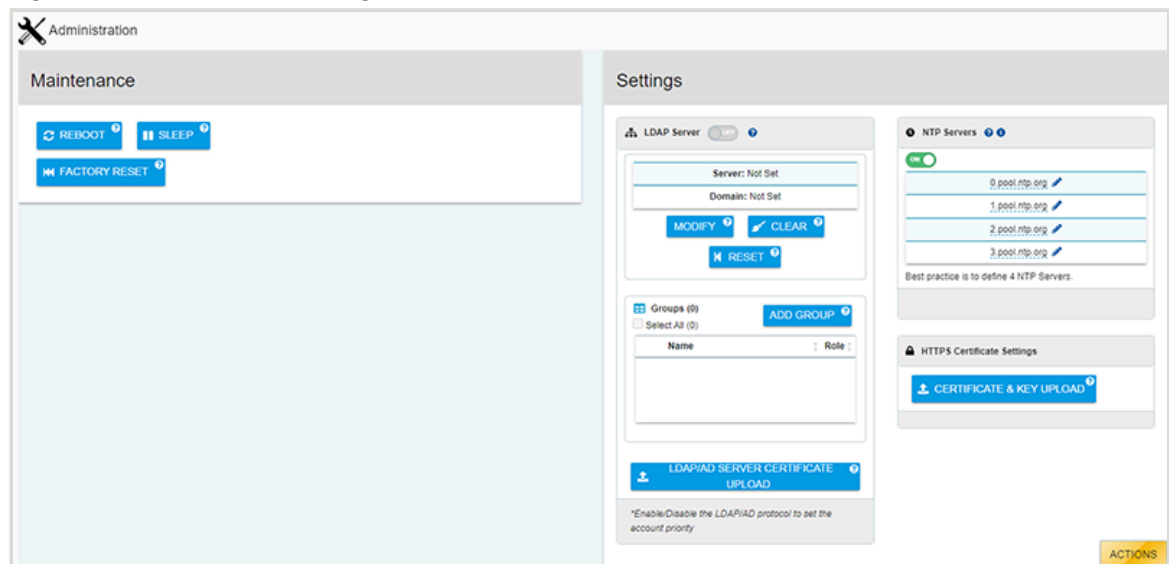 Administration
Maintenance
REBOOT ?
SLEEP ?
FACTORY RESET ?
Settings
LDAP Server OFF ?
Server: Not Set
Domain: Not Set
MODIFY ?
CLEAR ?
RESET ?
Groups (0)
Select All (0)
ADD GROUP ?
Name Role
LDAP/AD SERVER CERTIFICATE ?
UPLOAD
*Enable/Disable the LDAP/AD protocol to set the
account priority
NTP Servers ?
ON
0.pool.ntp.org
1.pool.ntp.org
2.pool.ntp.org
3.pool.ntp.org
Best practice is to define 4 NTP Servers.
HTTPS Certificate Settings
CERTIFICATE & KEY UPLOAD ?
ACTIONS